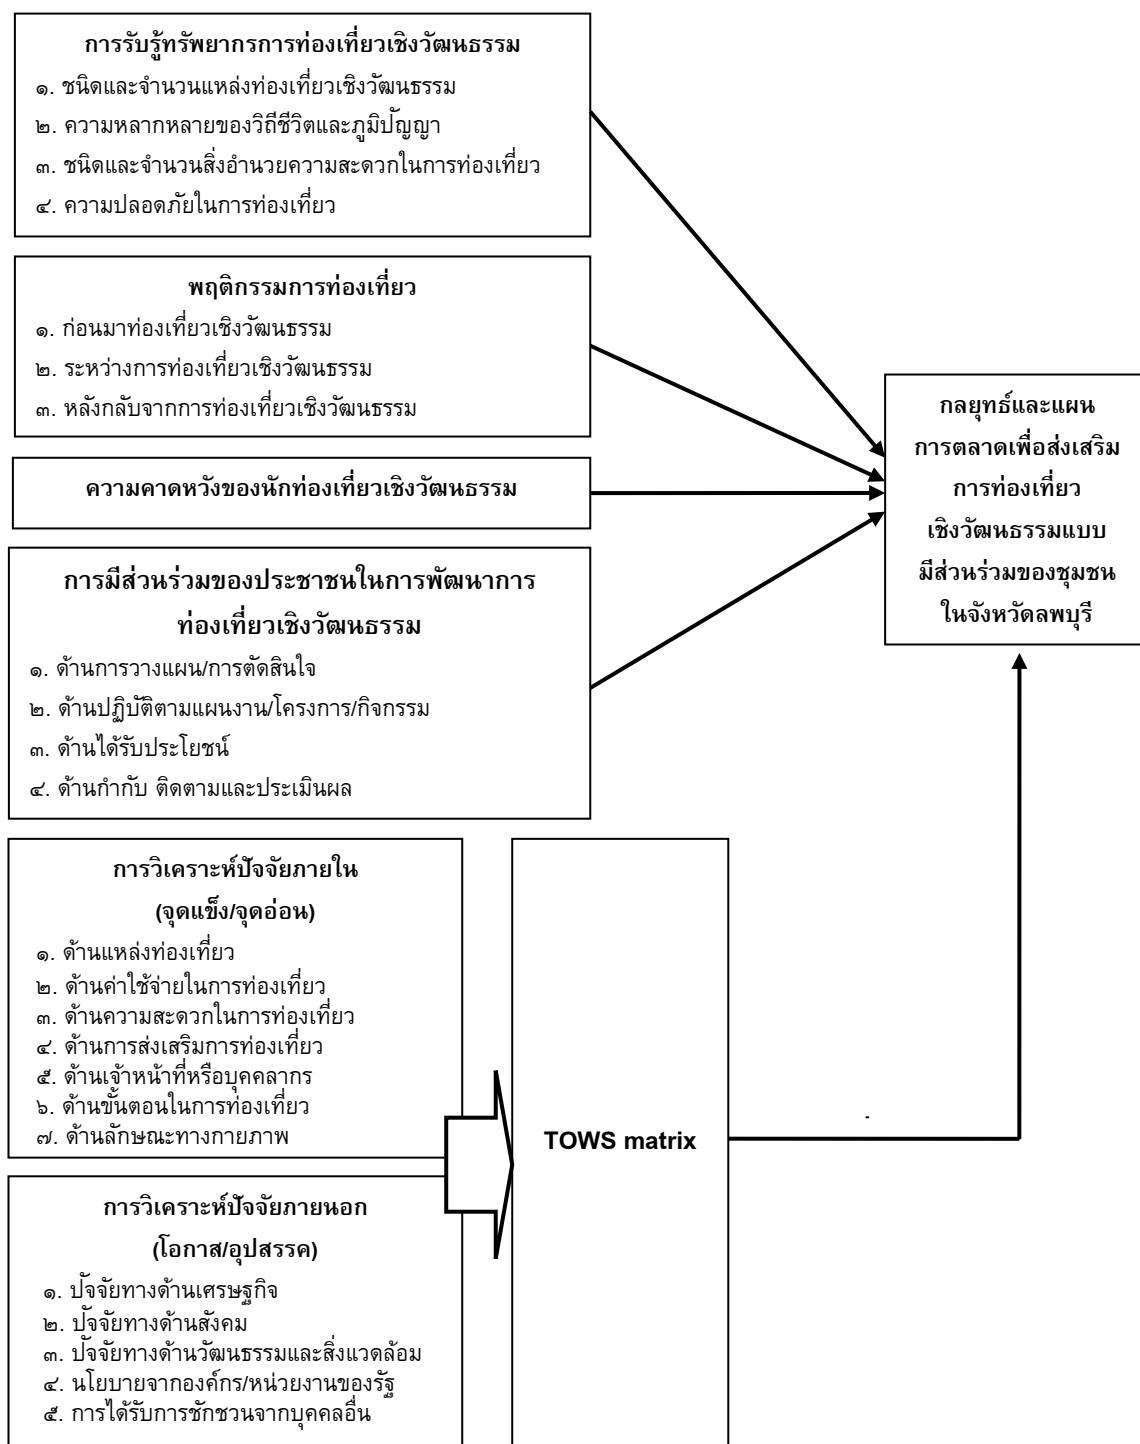 การรับรู้ทรัพยากรการท่องเที่ยวเชิงวัฒนธรรม
๑. ชนิดและจำนวนแหล่งท่องเที่ยวเชิงวัฒนธรรม
๒. ความหลากหลายของวิถีชีวิตและภูมิปัญญา
๓. ชนิดและจำนวนสิ่งอำนวยความสะดวกในการท่องเที่ยว
๔. ความปลอดภัยในการท่องเที่ยว
พฤติกรรมการท่องเที่ยว
๑. ก่อนมาท่องเที่ยวเชิงวัฒนธรรม
๒. ระหว่างการท่องเที่ยวเชิงวัฒนธรรม
๓. หลังกลับจากการท่องเที่ยวเชิงวัฒนธรรม
ความคาดหวังของนักท่องเที่ยวเชิงวัฒนธรรม
การมีส่วนร่วมของประชาชนในการพัฒนาการ
ท่องเที่ยวเชิงวัฒนธรรม
๑. ด้านการวางแผน/การตัดสินใจ
๒. ด้านปฏิบัติตามแผนงาน/โครงการ/กิจกรรม
๓. ด้านได้รับประโยชน์
๔. ด้านกำกับ ติดตามและประเมินผล
กลยุทธ์และแผน
การตลาดเพื่อส่งเสริม
การท่องเที่ยว
เชิงวัฒนธรรมแบบ
มีส่วนร่วมของชุมชน
ในจังหวัดลพบุรี
การวิเคราะห์ปัจจัยภายใน
(จุดแข็ง/จุดอ่อน)
๑. ด้านแหล่งท่องเที่ยว
๒. ด้านค่าใช้จ่ายในการท่องเที่ยว
๓. ด้านความสะดวกในการท่องเที่ยว
๔. ด้านการส่งเสริมการท่องเที่ยว
๕. ด้านเจ้าหน้าที่หรือบุคคลากร
๖. ด้านขั้นตอนในการท่องเที่ยว
๗. ด้านลักษณะทางกายภาพ
TOWS matrix
การวิเคราะห์ปัจจัยภายนอก
(โอกาส/อุปสรรค)
๑. ปัจจัยทางด้านเศรษฐกิจ
๒. ปัจจัยทางด้านสังคม
๓. ปัจจัยทางด้านวัฒนธรรมและสิ่งแวดล้อม
๔. นโยบายจากองค์กร/หน่วยงานของรัฐ
๕. การได้รับการชักชวนจากบุคคลอื่น